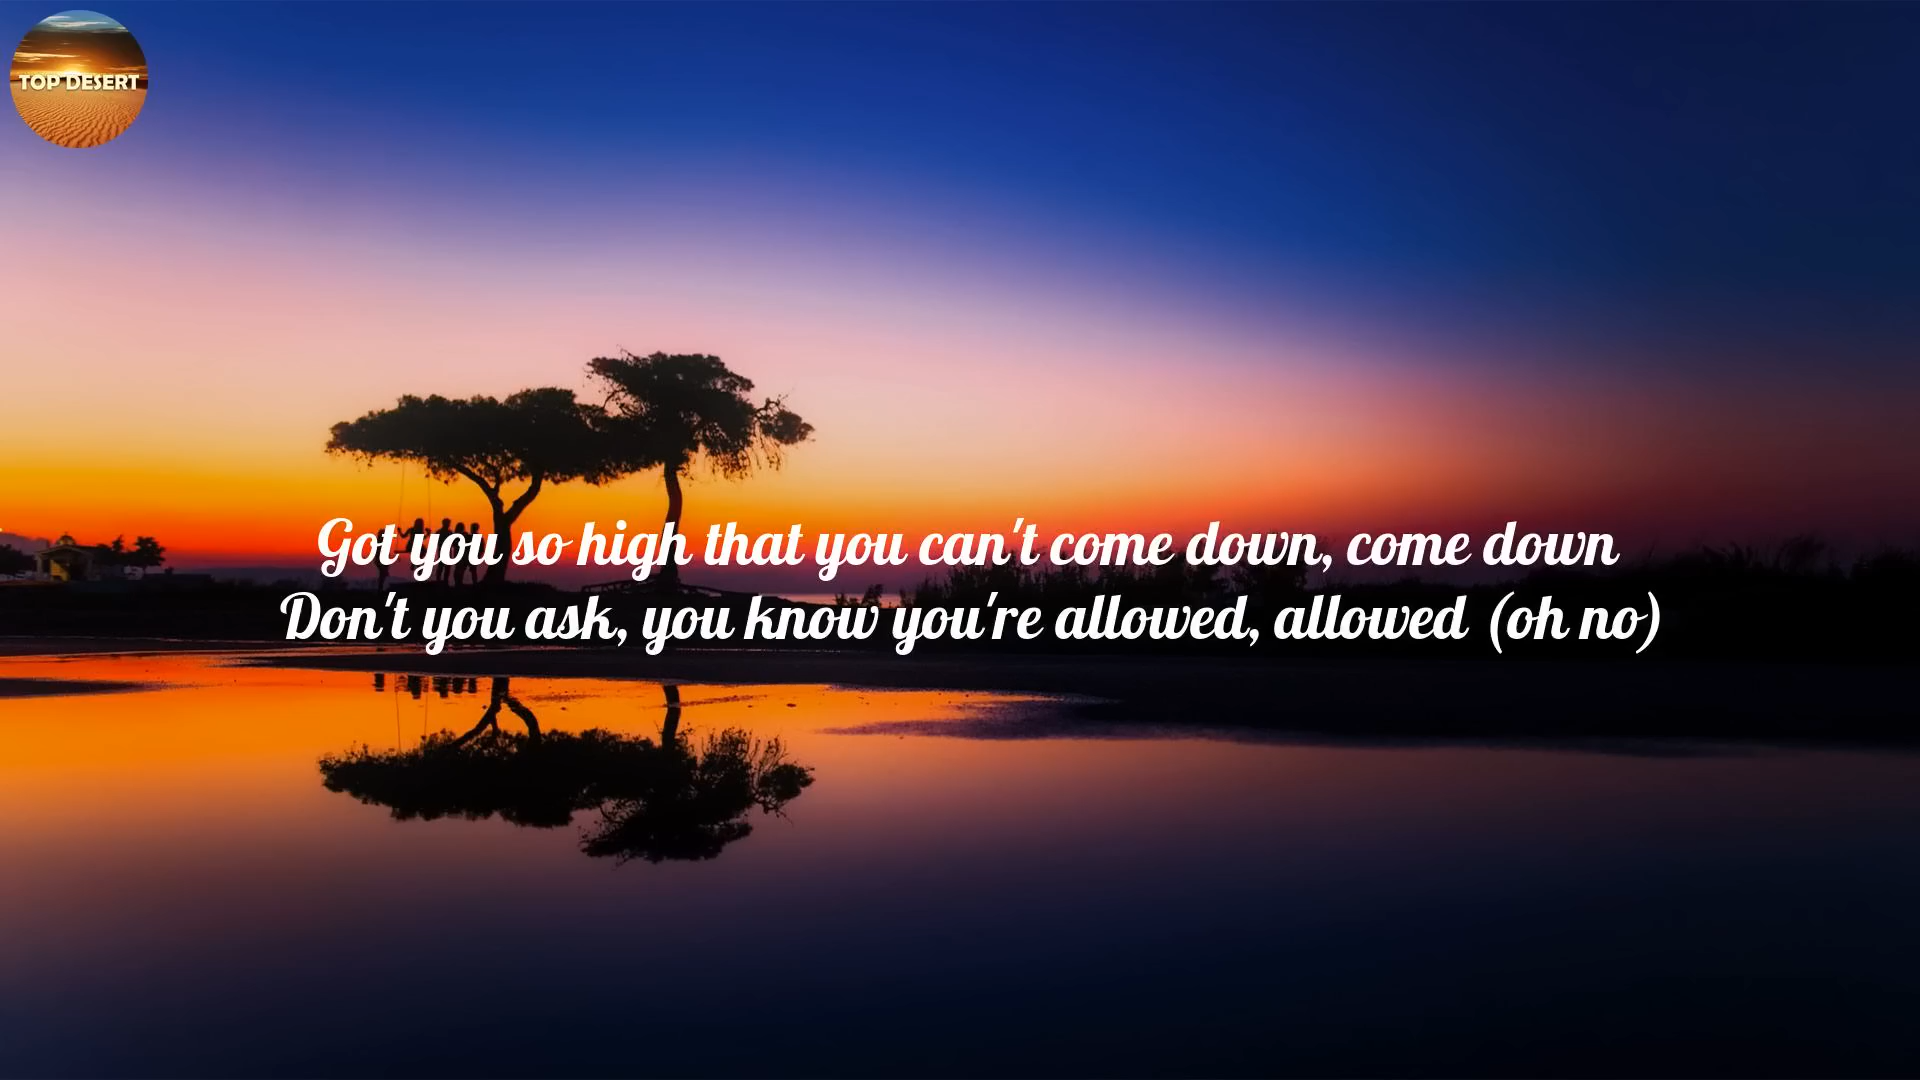 TOP DESERT
Got you so high that you can't come down, come down
Don't you ask, you know you're allowed, allowed (oh no)